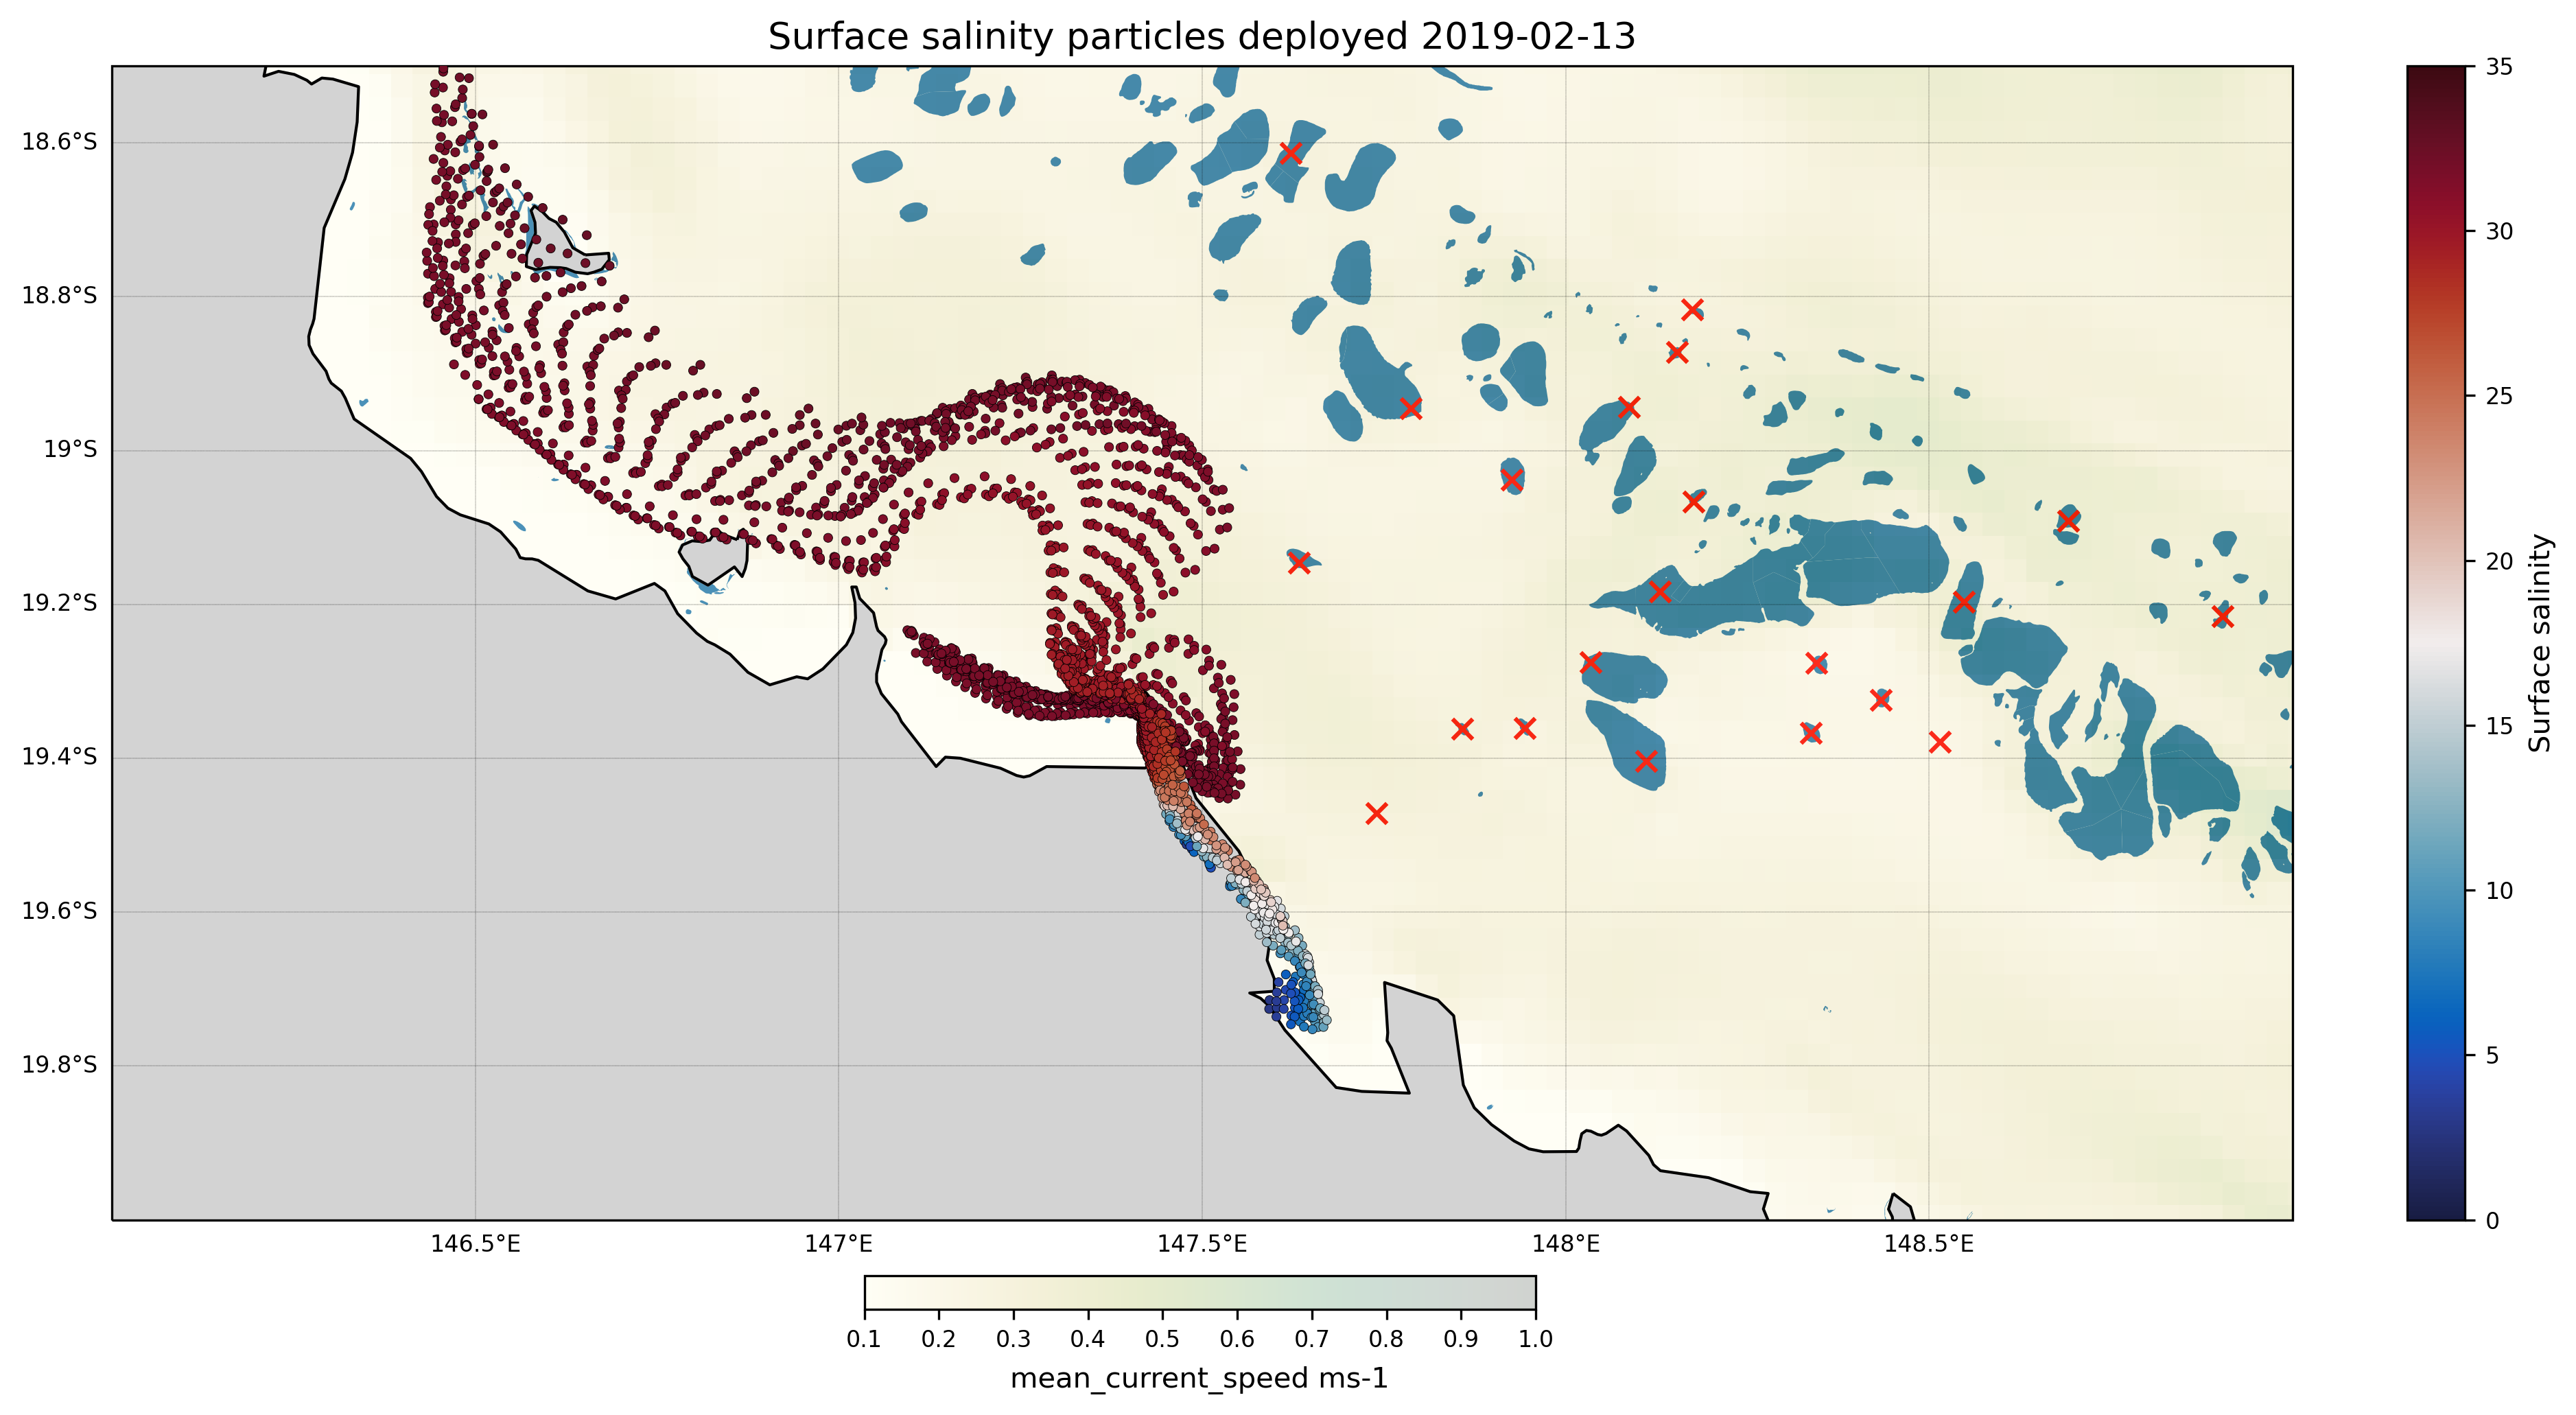 Surface salinity particles deployed 2019-02-13
18.6°S
18.8°S
19°S
19.2°S
19.4°S
19.6°S
19.8°S
146.5°E
147°E
147.5°E
148°E
148.5°E
35
30
25
20
15
10
5
0
Surface salinity
0.1
0.2
0.3
0.4
0.5
0.6
0.7
0.8
0.9
1.0
mean_current_speed ms-1